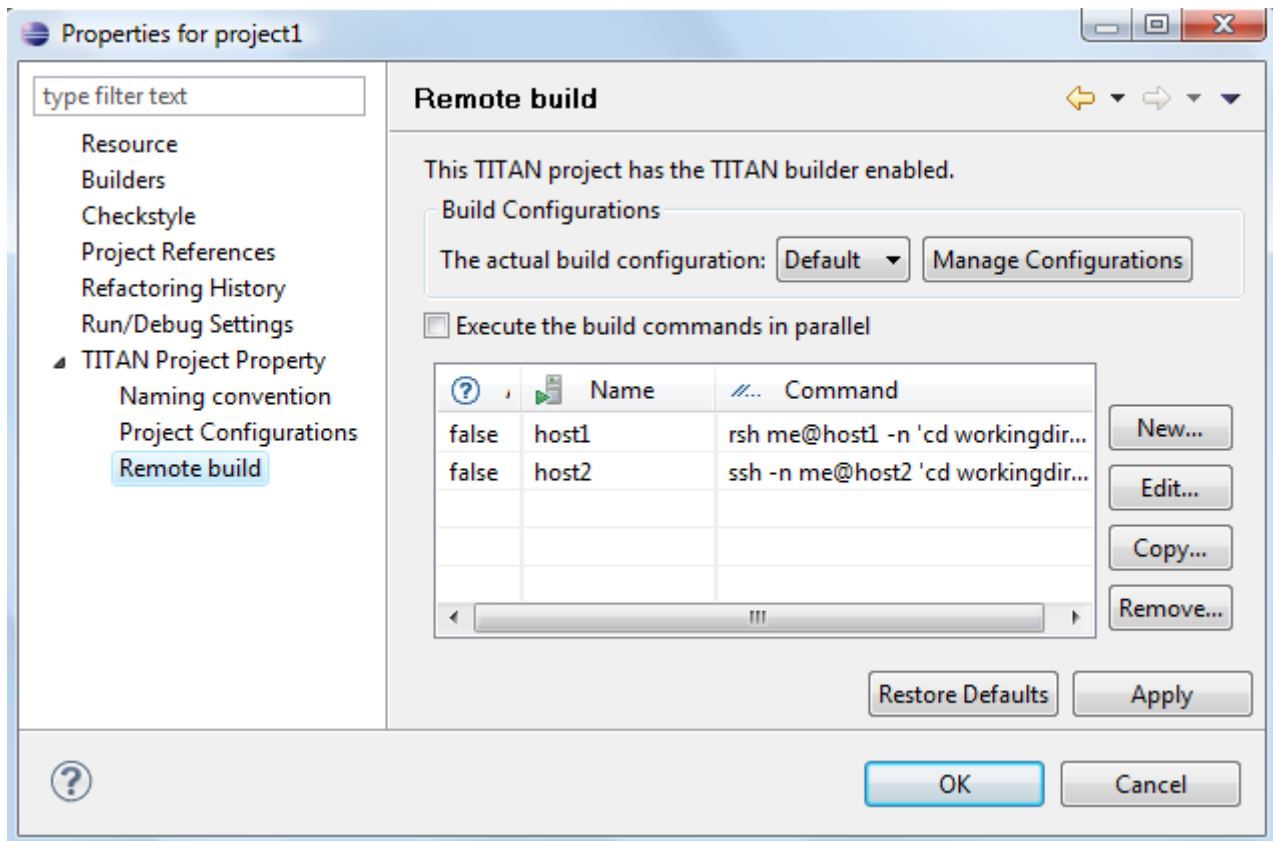 Properties for project1
type filter text
Resource
Builders
Checkstyle
Project References
Refactoring History
Run/Debug Settings
TITAN Project Property
Naming convention
Project Configurations
Remote build
Remote build
This TITAN project has the TITAN builder enabled.
Build Configurations
The actual build configuration: Default Manage Configurations
Execute the build commands in parallel
Name Command
false host1 rsh me@host1 -n 'cd workingdir...
false host2 ssh -n me@host2 'cd workingdir...
New...
Edit...
Copy...
Remove...
Restore Defaults Apply
OK Cancel